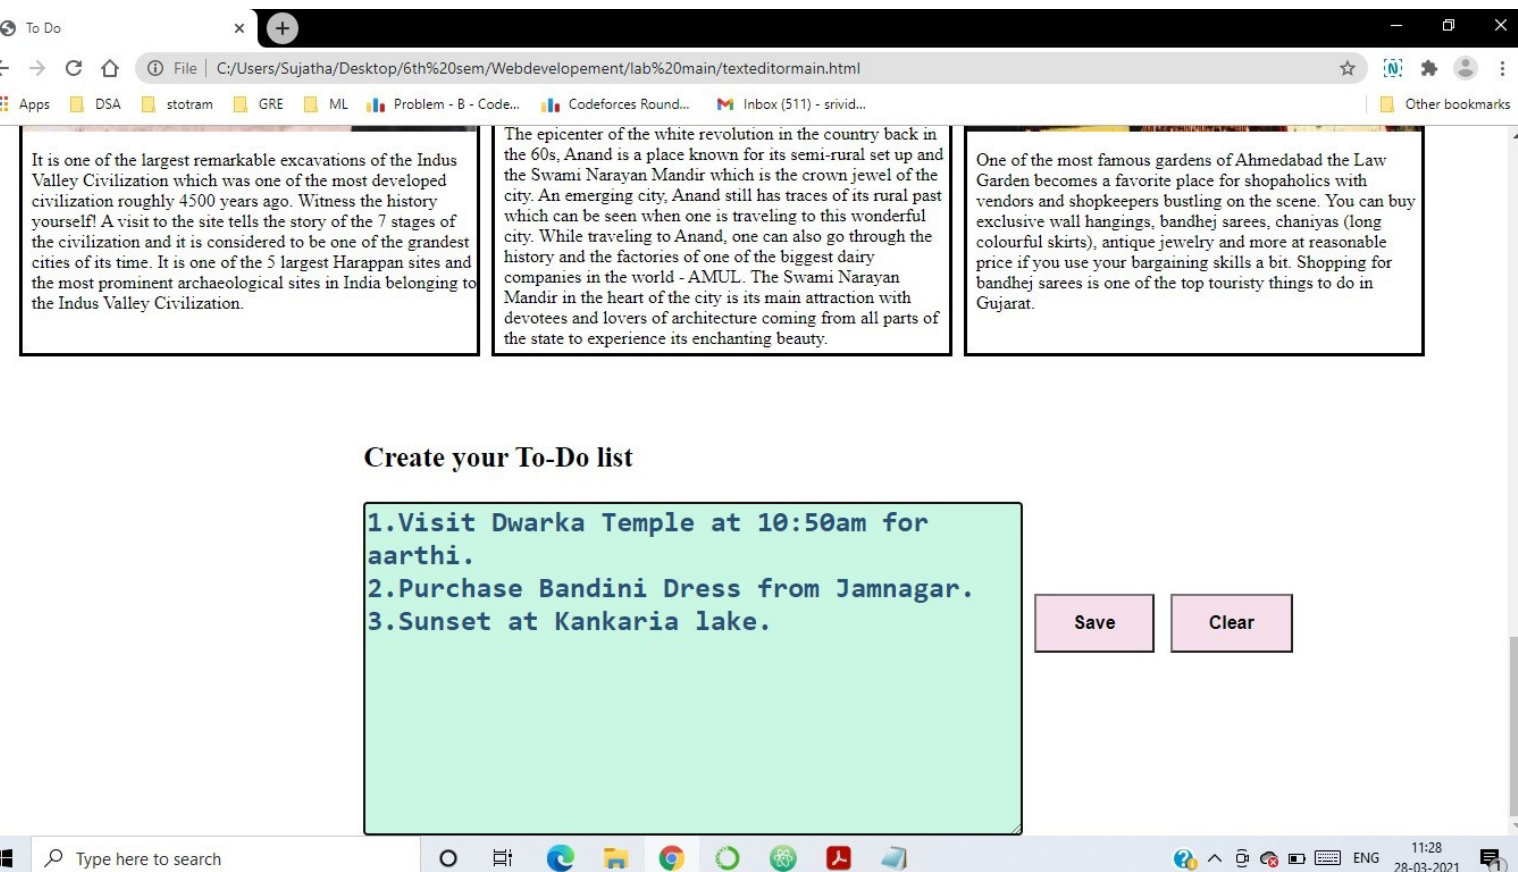 To Do
File
C:/Users/Sujatha/Desktop/6th%20sem/Webdevelopement/lab%20main/texteditormain.html
Apps
DSA
stotram
GRE
ML
Problem - B - Code...
Codeforces Round...
Inbox (511) - srivid...
Other bookmarks
It is one of the largest remarkable excavations of the Indus
Valley Civilization which was one of the most developed
civilization roughly 4500 years ago. Witness the history
yourself! A visit to the site tells the story of the 7 stages of
the civilization and it is considered to be one of the grandest
cities of its time. It is one of the 5 largest Harappan sites and
the most prominent archaeological sites in India belonging to
the Indus Valley Civilization.
The epicenter of the white revolution in the country back in
the 60s, Anand is a place known for its semi-rural set up and
the Swami Narayan Mandir which is the crown jewel of the
city. An emerging city, Anand still has traces of its rural past
which can be seen when one is traveling to this wonderful
city. While traveling to Anand, one can also go through the
history and the factories of one of the biggest dairy
companies in the world - AMUL. The Swami Narayan
Mandir in the heart of the city is its main attraction with
devotees and lovers of architecture coming from all parts of
the state to experience its enchanting beauty.
One of the most famous gardens of Ahmedabad the Law
Garden becomes a favorite place for shopaholics with
vendors and shopkeepers bustling on the scene. You can buy
exclusive wall hangings, bandhej sarees, chaniyas (long
colourful skirts), antique jewelry and more at reasonable
price if you use your bargaining skills a bit. Shopping for
bandhej sarees is one of the top touristy things to do in
Gujarat.
Create your To-Do list
1.Visit Dwarka Temple at 10:50am for
aarthi.
2.Purchase Bandini Dress from Jamnagar.
3.Sunset at Kankaria lake.
Save
Clear
Type here to search
ENG
11:28
28-03-2021
1